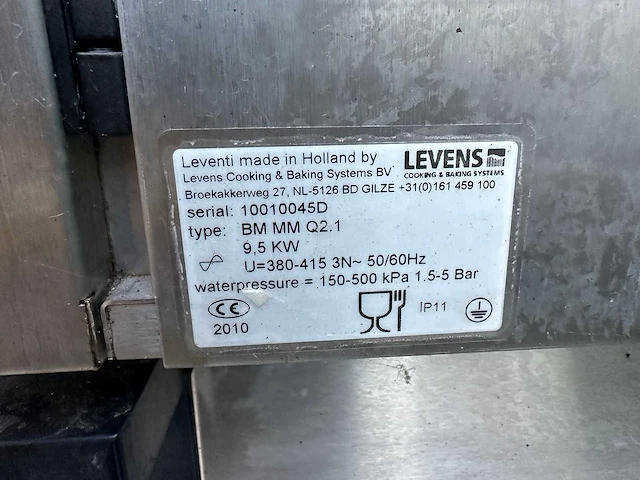 Leventi made in Holland by
LEVENS
Levens Cooking & Baking Systems BV
COOKING & BAKING SYSTEMS
Broekakkerweg 27, NL-5126 BD GILZE +31(0)161 459 100
serial: 10010045D
type: BM MM Q2.1
9,5 KW
U=380-415 3N~ 50/60Hz
waterpressure = 150-500 kPa 1.5-5 Bar
CE
IP11
2010